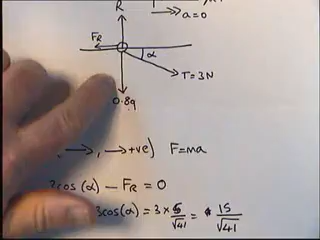 R
a=0
FR
α
T=3N
0.8g
, →, →+ve) F=ma
cos(α) − FR = 0
3cos(α) = 3 × 5/√41 = 15/√41